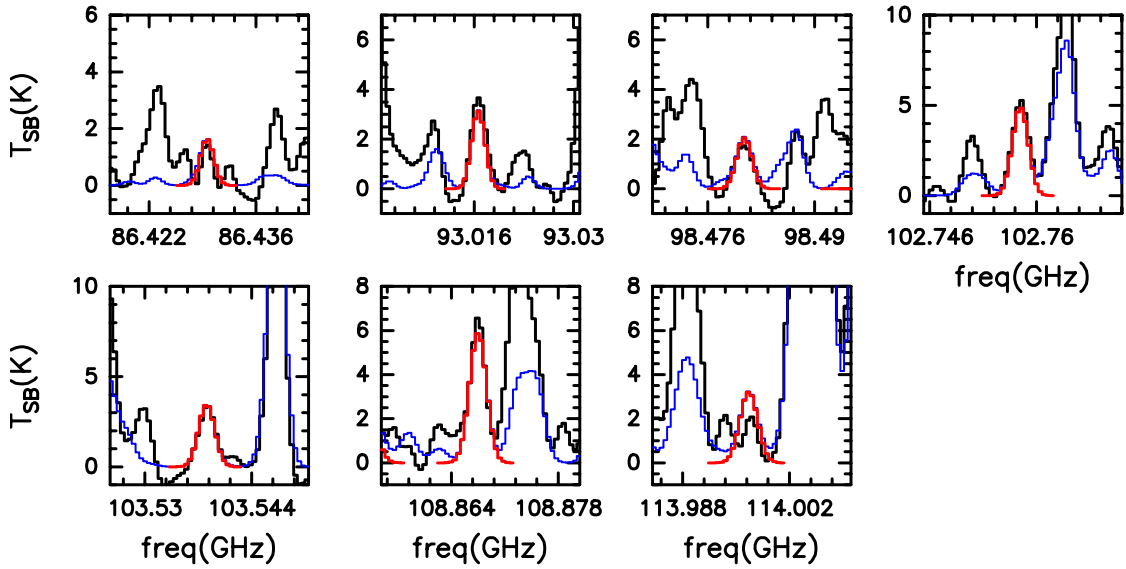 6 4 2 0
6 4 2 0
6 4 2 0
10 5 0
T_SB(K)
86.422 86.436 93.016 93.03 98.476 98.49 102.746 102.76
freq(GHz)
10 5 0
8 6 4 2 0
8 6 4 2 0
T_SB(K)
103.53 103.544 108.864 108.878 113.988 114.002
freq(GHz) freq(GHz) freq(GHz)